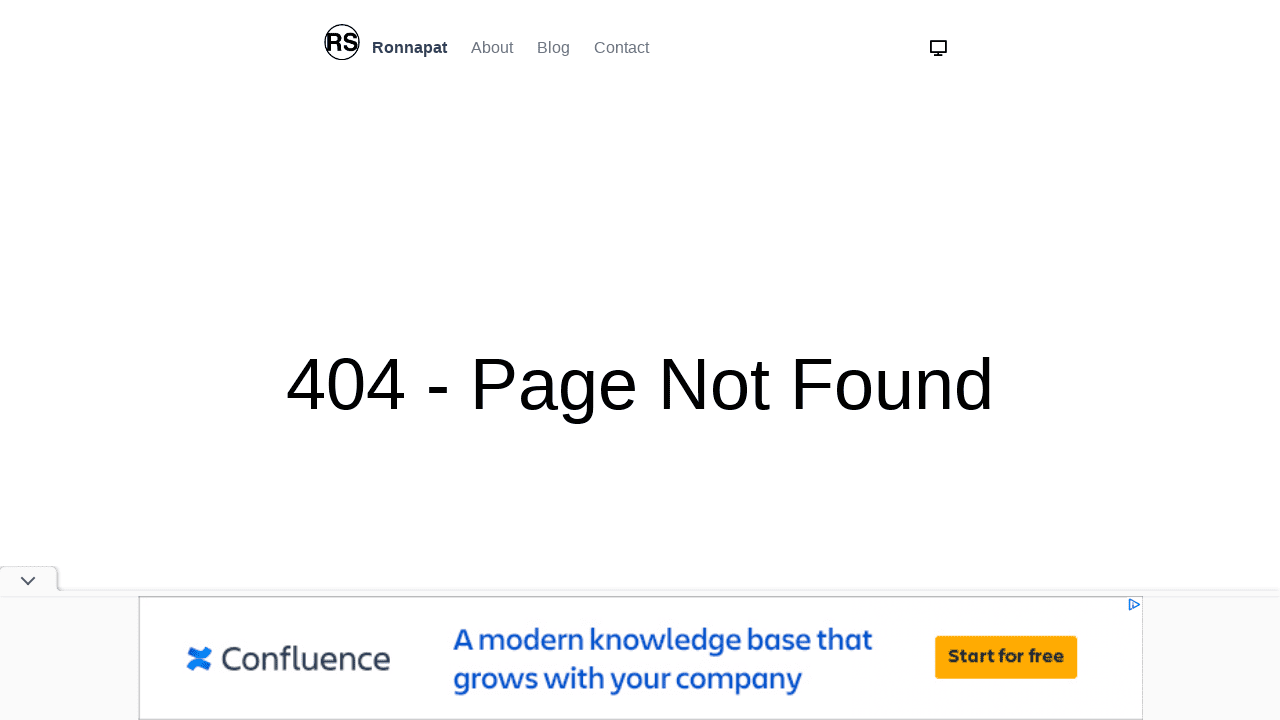 RS Ronnapat About Blog Contact
404 - Page Not Found
Confluence
A modern knowledge base that
grows with your company
Start for free